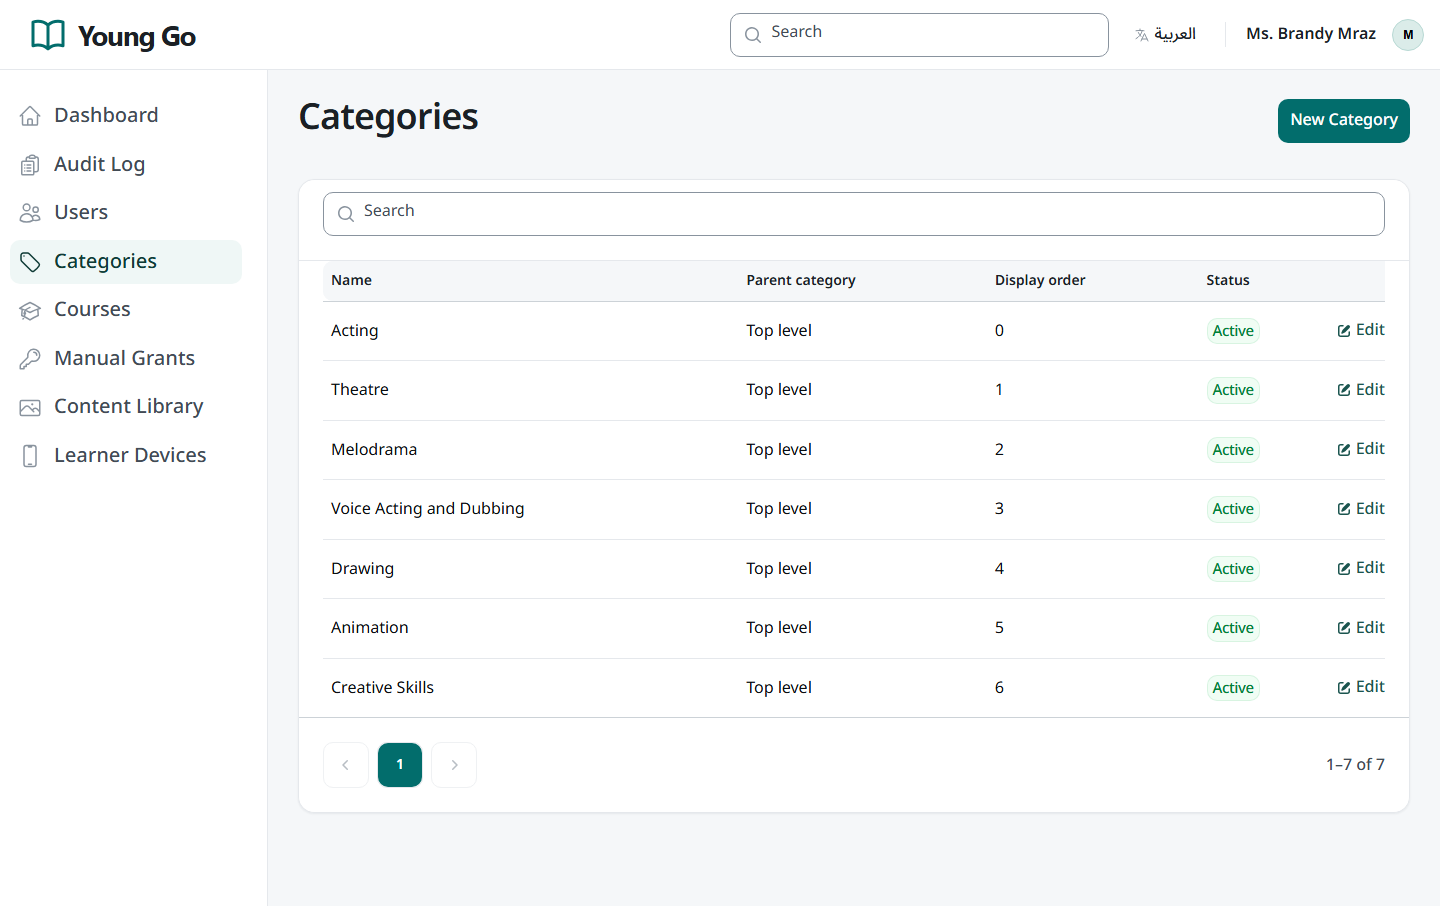 Young Go
Search
العربية
Ms. Brandy Mraz
M
Dashboard
Audit Log
Users
Categories
Courses
Manual Grants
Content Library
Learner Devices
Categories
New Category
Search
Name Parent category Display order Status
Acting Top level 0 Active Edit
Theatre Top level 1 Active Edit
Melodrama Top level 2 Active Edit
Voice Acting and Dubbing Top level 3 Active Edit
Drawing Top level 4 Active Edit
Animation Top level 5 Active Edit
Creative Skills Top level 6 Active Edit
1
1–7 of 7